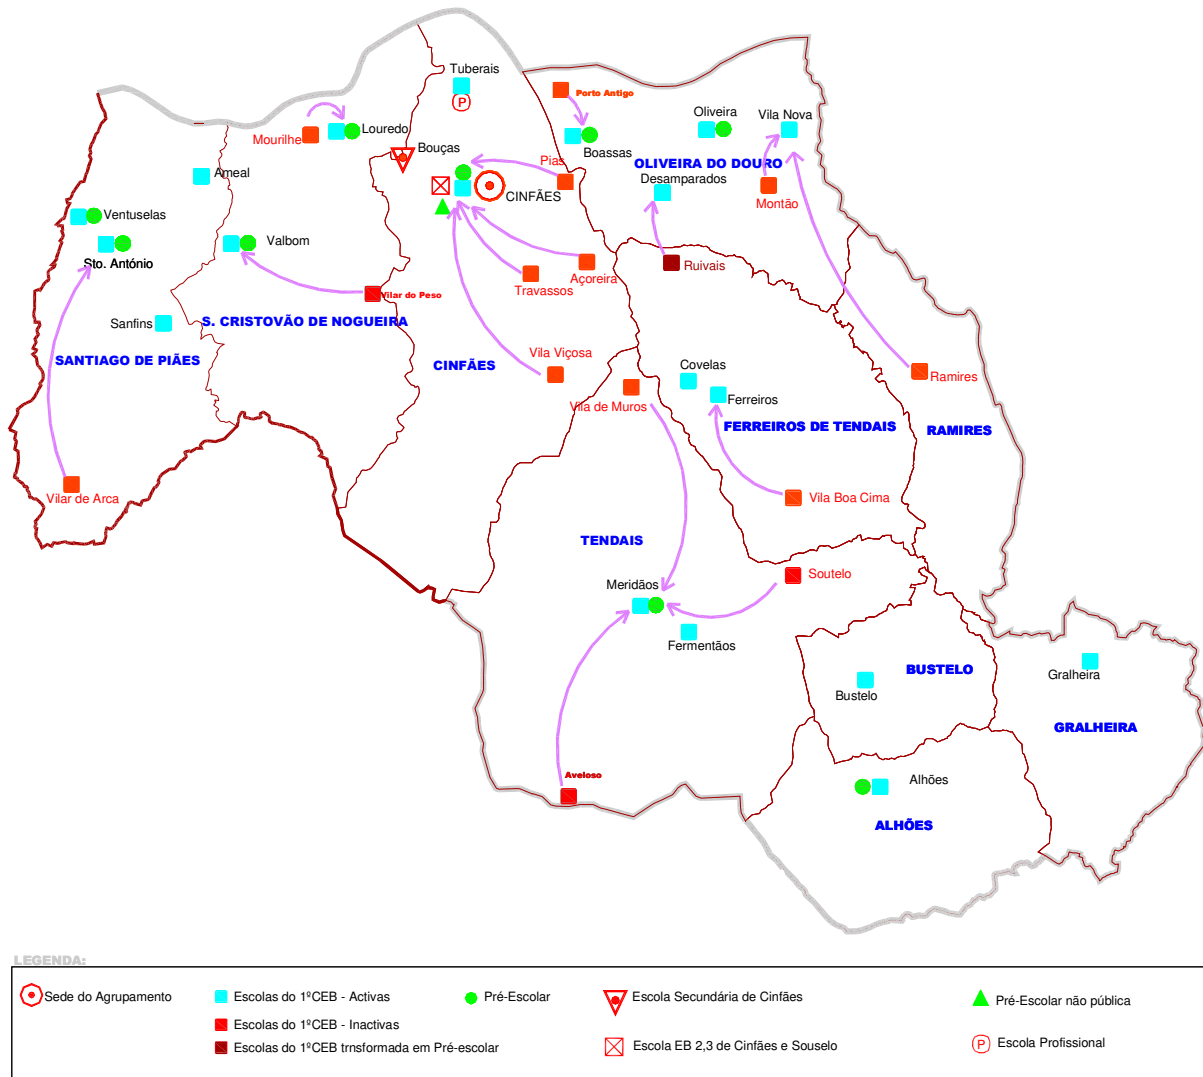 Tuberais
P
Porto Antigo
Mourilhe
Louredo
Bouças
Pias
Boassas
Oliveira
Vila Nova
OLIVEIRA DO DOURO
Desamparados
Montão
Ameal
CINFÃES
Ventuselas
Sto. António
Valbom
Vilar do Peso
Travassos
Açoreira
Ruivais
Sanfins
S. CRISTOVÃO DE NOGUEIRA
SANTIAGO DE PIÃES
CINFÃES
Vila Viçosa
Vila de Muros
Covelas
Ferreiros
Ramires
FERREIROS DE TENDAIS
RAMIRES
Vilar de Arca
Vila Boa Cima
TENDAIS
Soutelo
Meridãos
Fermentãos
BUSTELO
Bustelo
Gralheira
GRALHEIRA
Aveloso
Alhões
ALHÕES
LEGENDA:
Sede do Agrupamento
Escolas do 1ºCEB - Activas
Pré-Escolar
Escola Secundária de Cinfães
Pré-Escolar não pública
Escolas do 1ºCEB - Inactivas
Escolas do 1ºCEB trnsformada em Pré-escolar
Escola EB 2,3 de Cinfães e Souselo
P
Escola Profissional